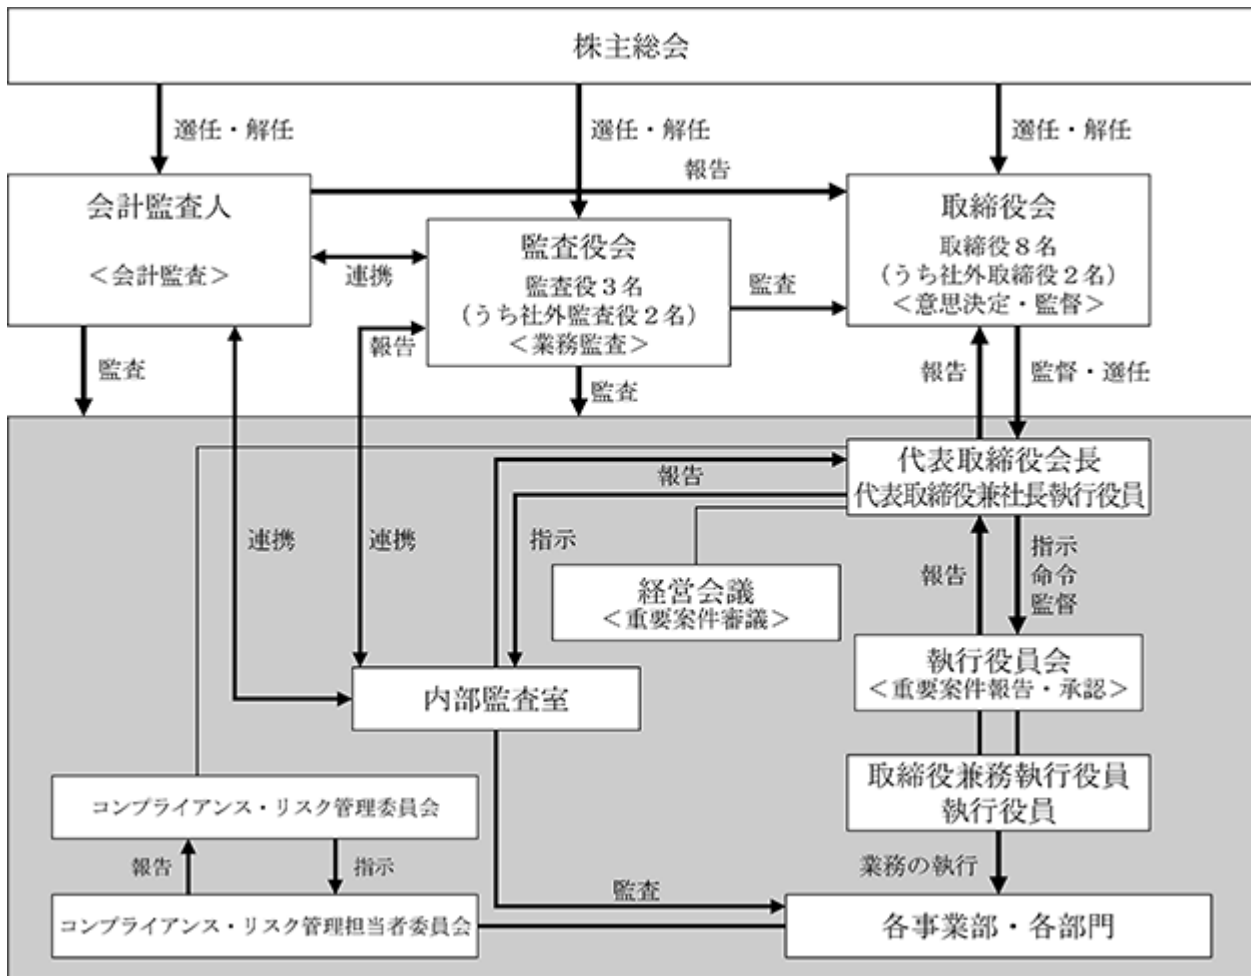 株主総会
選任・解任
選任・解任
選任・解任
報告
会計監査人
<会計監査>
監査役会
監査役3名
(うち社外監査役2名)
<業務監査>
取締役会
取締役8名
(うち社外取締役2名)
<意思決定・監督>
連携
監査
報告
監査
監査
報告
監督・選任
代表取締役会長
代表取締役兼社長執行役員
報告
連携
連携
指示
報告
指示
命令
監督
経営会議
<重要案件審議>
執行役員会
<重要案件報告・承認>
内部監査室
取締役兼務執行役員
執行役員
コンプライアンス・リスク管理委員会
報告
指示
業務の執行
監査
コンプライアンス・リスク管理担当者委員会
各事業部・各部門